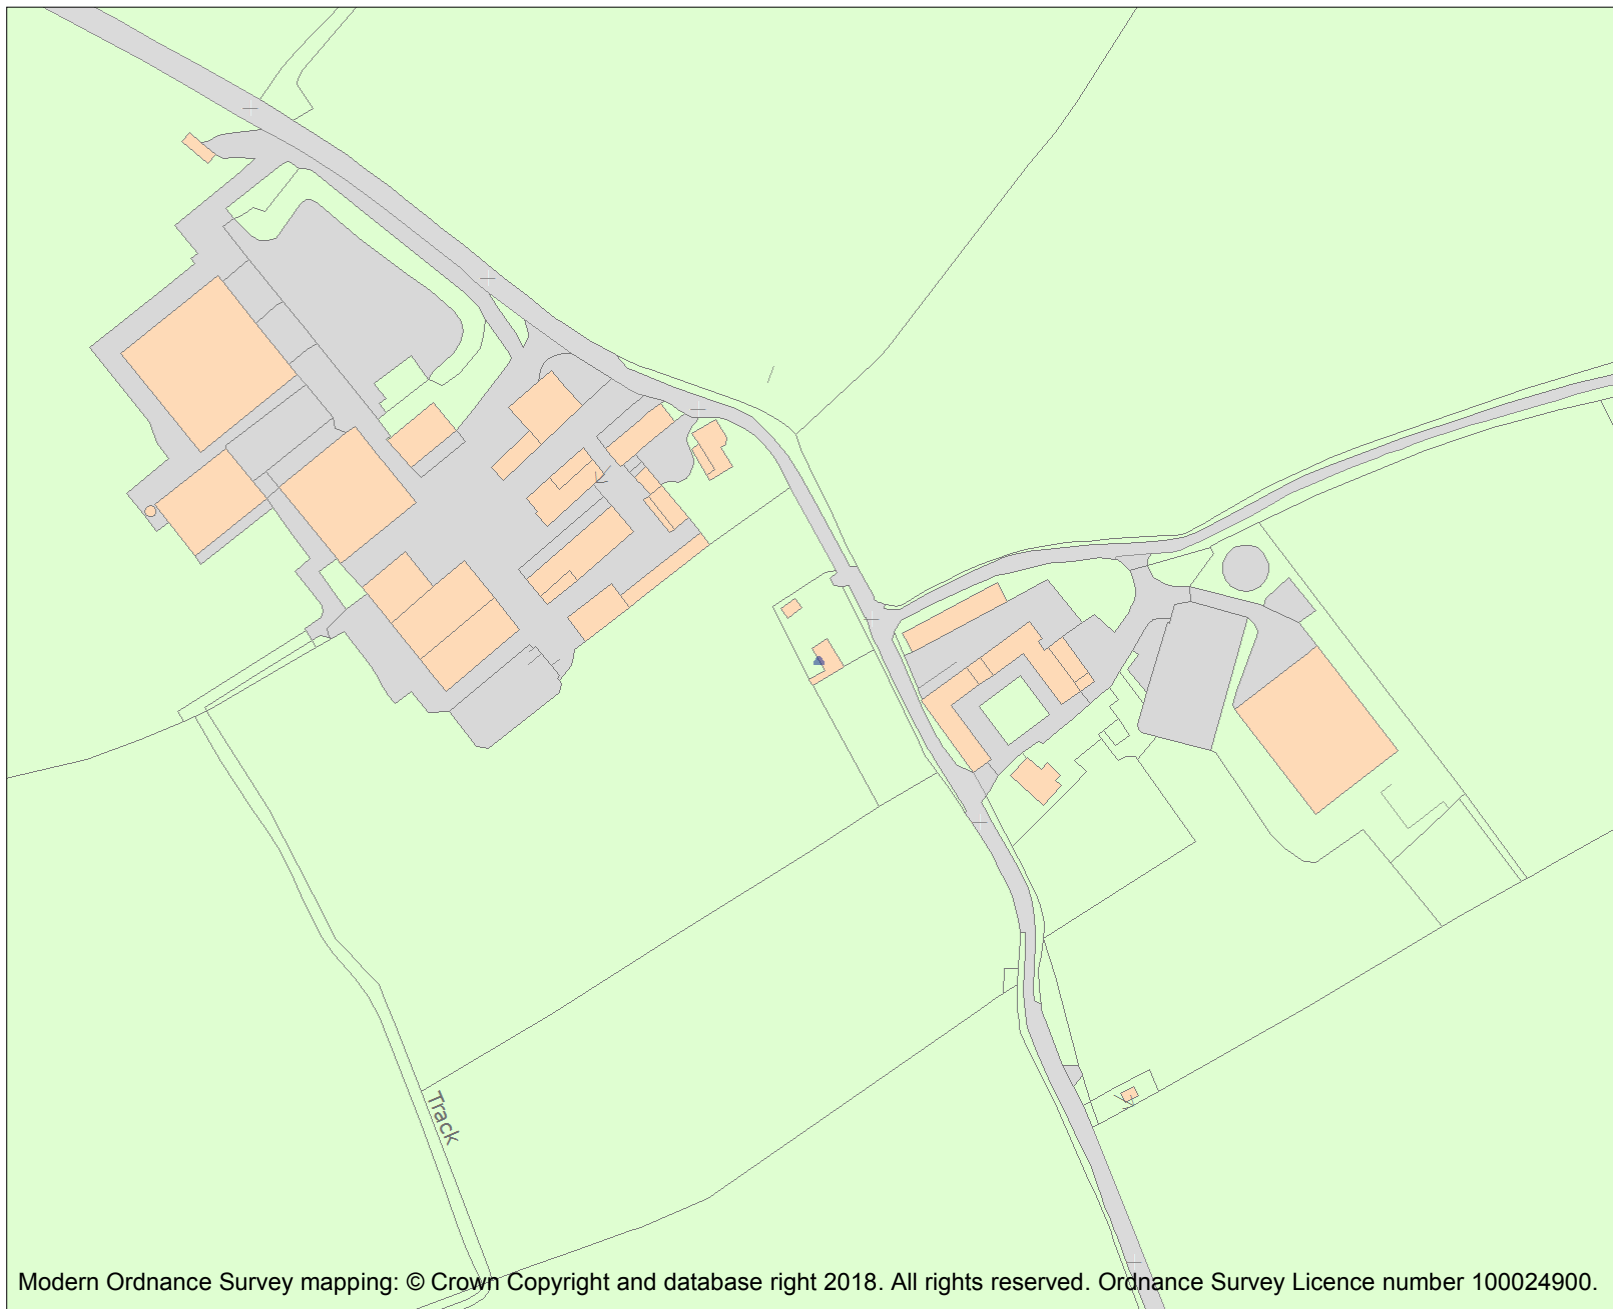 Track
Modern Ordnance Survey mapping: © Crown Copyright and database right 2018. All rights reserved. Ordnance Survey Licence number 100024900.